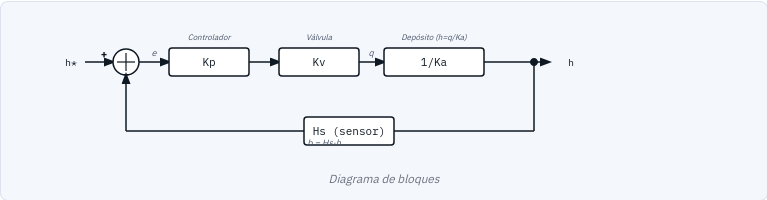 Controlador
Válvula
Depósito (h=q/Ka)
h* + e Kp Kv q 1/Ka h
Hs (sensor)
Diagrama de bloques